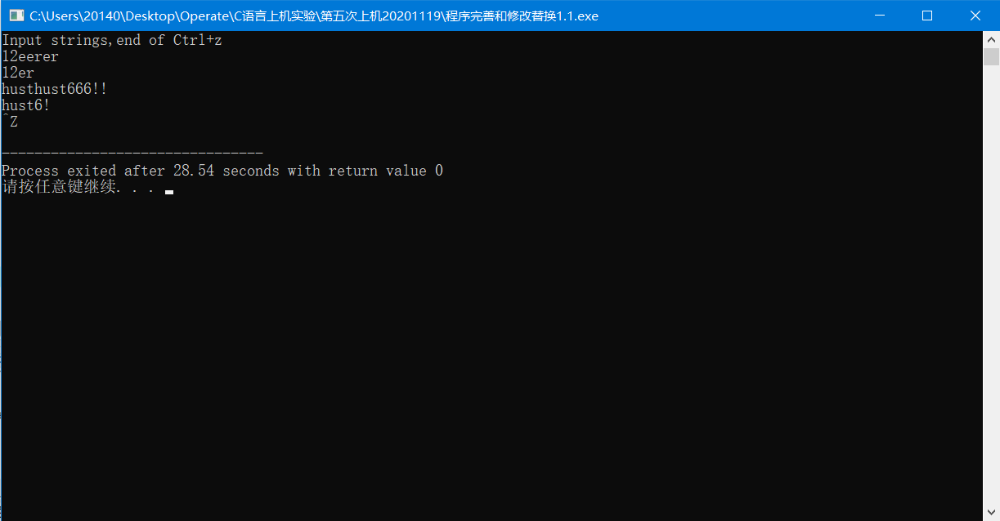 C:\Users\20140\Desktop\Operate\C语言上机实验\第五次上机20201119\程序完善和修改替换1.1.exe
Input strings,end of Ctrl+z
12eerer
12er
husthust666!!
hust6!
^Z
--------------------------------
Process exited after 28.54 seconds with return value 0
请按任意键继续. . .